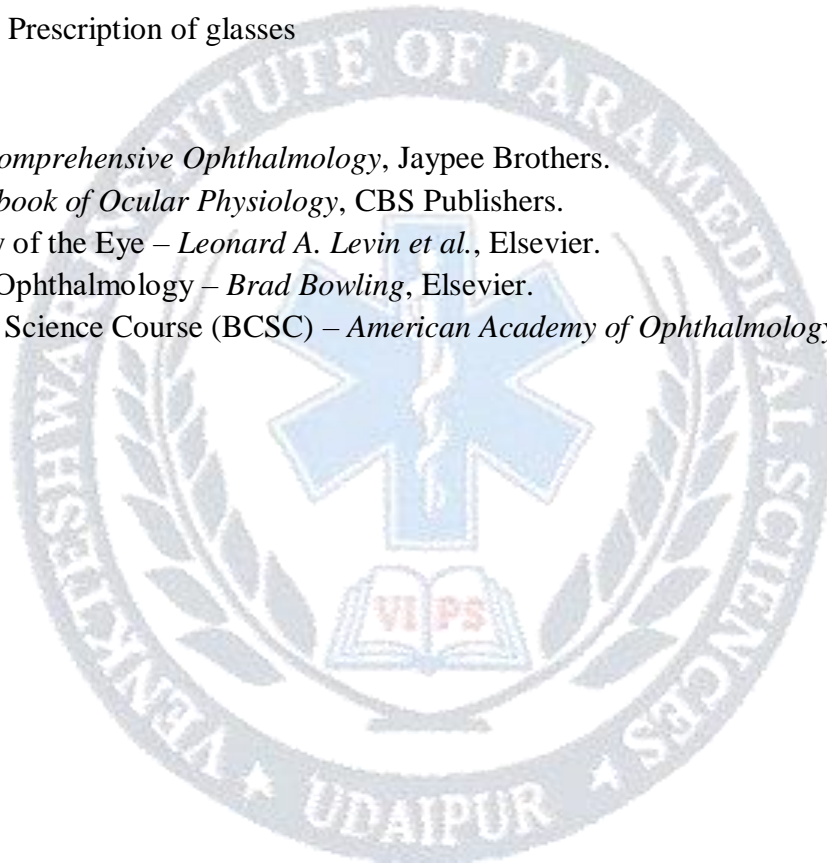 Prescription of glasses
omprehensive Ophthalmology, Jaypee Brothers.
book of Ocular Physiology, CBS Publishers.
y of the Eye – Leonard A. Levin et al., Elsevier.
Ophthalmology – Brad Bowling, Elsevier.
Science Course (BCSC) – American Academy of Ophthalmology
VENKTESHWAR INSTITUTE OF PARAMEDICAL SCIENCES
VIPS
UDAIPUR